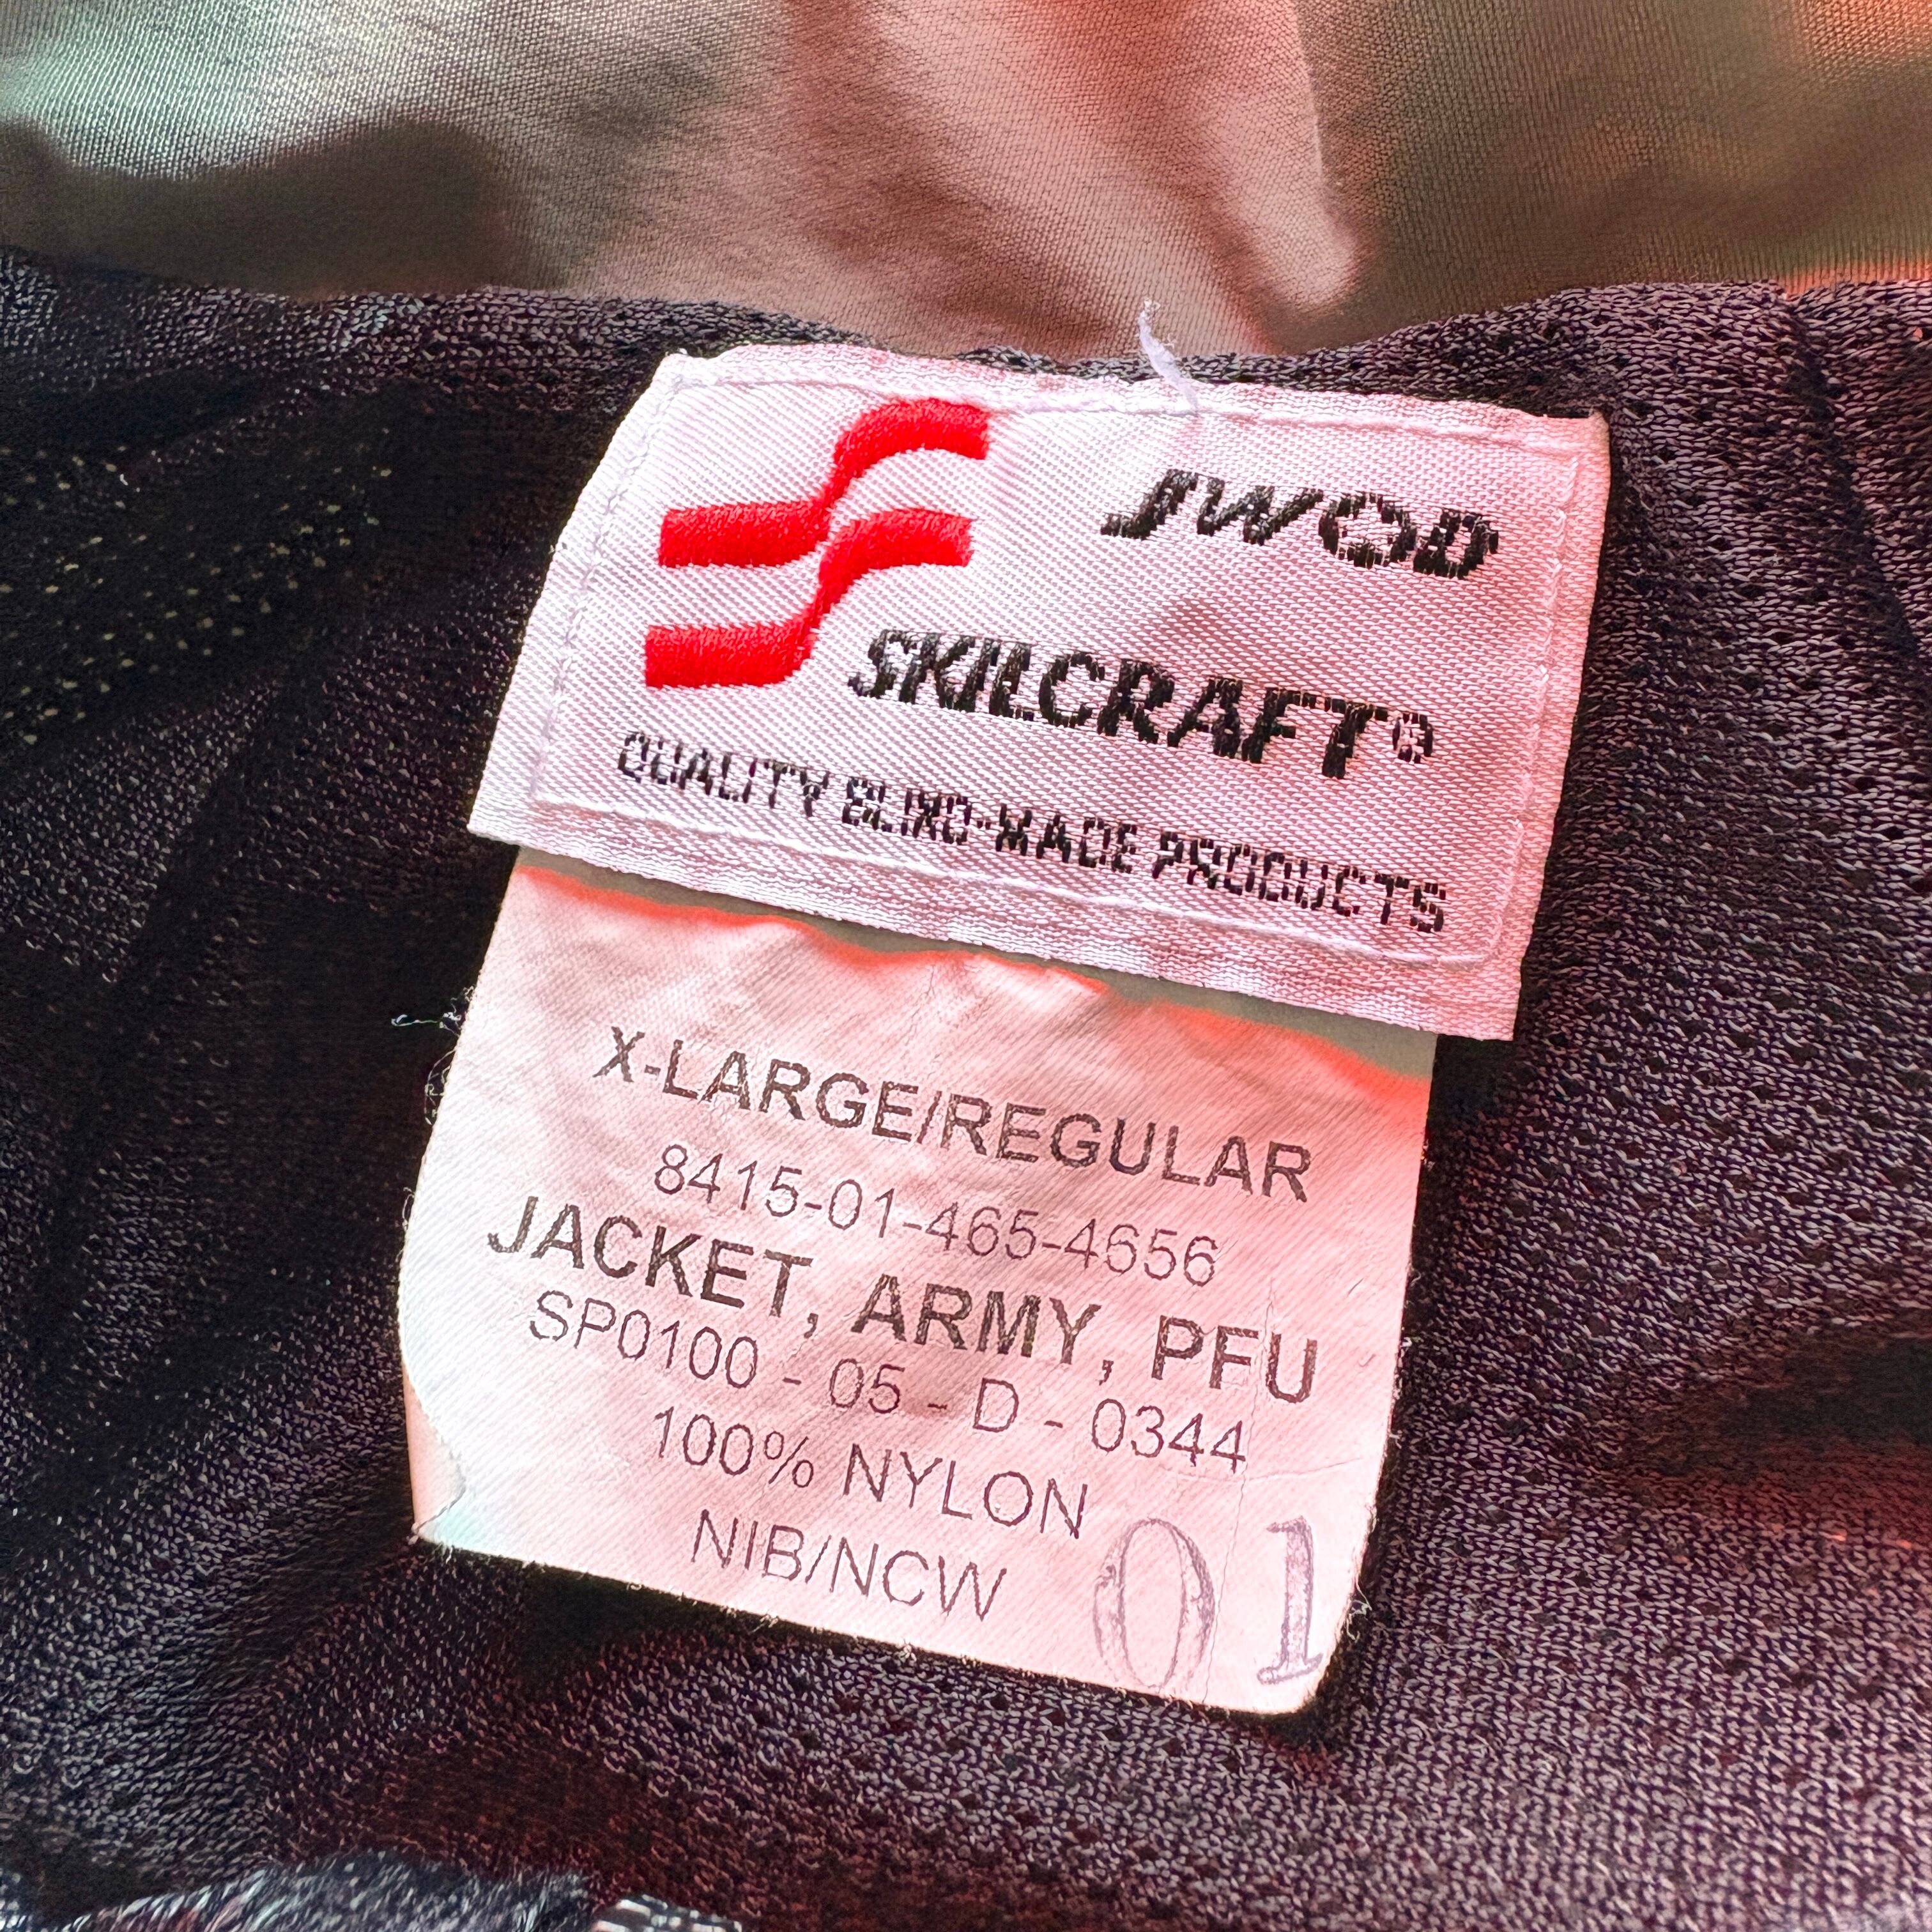 JWOD
SKILCRAFT®
QUALITY BLIND-MADE PRODUCTS
X-LARGE/REGULAR
8415-01-465-4656
JACKET, ARMY, PFU
SP0100 - 05 - D - 0344
100% NYLON
NIB/NCW
01